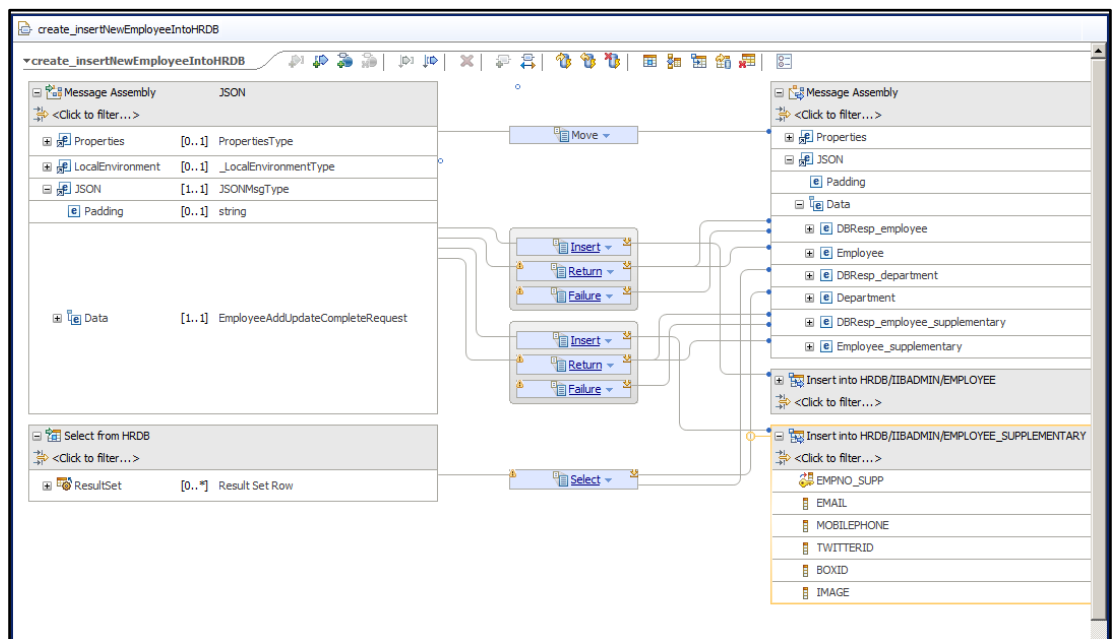 create_insertNewEmployeeIntoHRDB
create_insertNewEmployeeIntoHRDB
Message Assembly JSON
<Click to filter...>
Properties [0..1] PropertiesType
LocalEnvironment [0..1] _LocalEnvironmentType
JSON [1..1] JSONMsgType
Padding [0..1] string
Data [1..1] EmployeeAddUpdateCompleteRequest
Select from HRDB
<Click to filter...>
ResultSet [0..*] Result Set Row
Move
Insert
Return
Failure
Insert
Return
Failure
Select
Message Assembly
<Click to filter...>
Properties
JSON
Padding
Data
DBResp_employee
Employee
DBResp_department
Department
DBResp_employee_supplementary
Employee_supplementary
Insert into HRDB/IIBADMIN/EMPLOYEE
<Click to filter...>
Insert into HRDB/IIBADMIN/EMPLOYEE_SUPPLEMENTARY
<Click to filter...>
EMPNO_SUPP
EMAIL
MOBILEPHONE
TWITTERID
BOXID
IMAGE